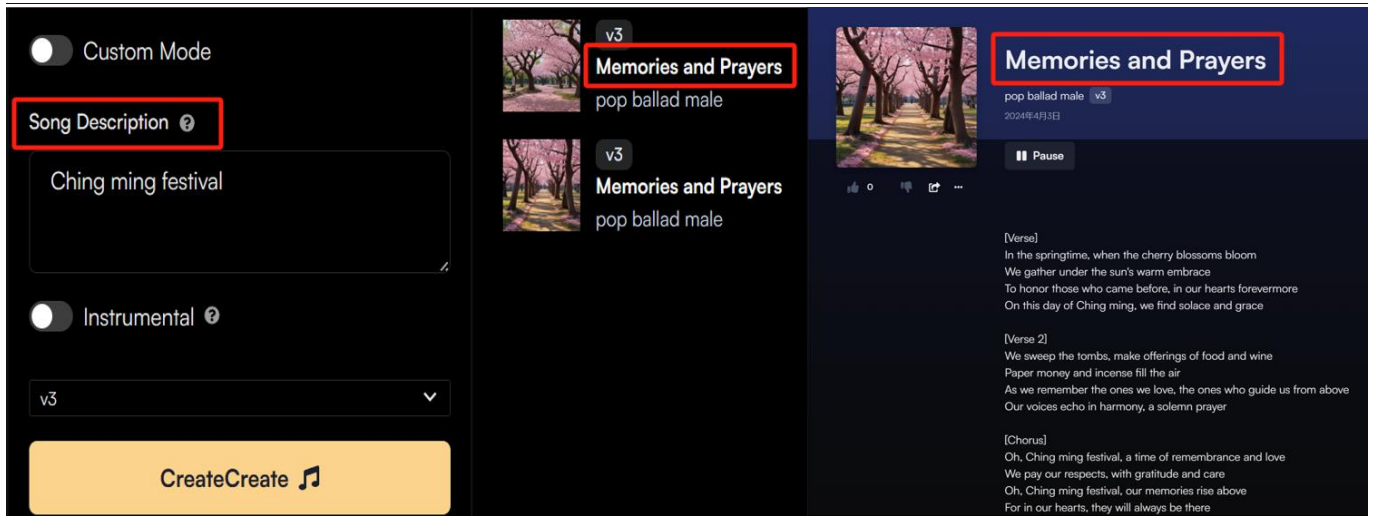 Custom Mode
Song Description ?
Ching ming festival
Instrumental ?
v3
CreateCreate
v3
Memories and Prayers
pop ballad male
v3
Memories and Prayers
pop ballad male
Memories and Prayers
pop ballad male v3
2024年4月3日
Pause
0
[Verse]
In the springtime, when the cherry blossoms bloom
We gather under the sun's warm embrace
To honor those who came before, in our hearts forevermore
On this day of Ching ming, we find solace and grace
[Verse 2]
We sweep the tombs, make offerings of food and wine
Paper money and incense fill the air
As we remember the ones we love, the ones who guide us from above
Our voices echo in harmony, a solemn prayer
[Chorus]
Oh, Ching ming festival, a time of remembrance and love
We pay our respects, with gratitude and care
Oh, Ching ming festival, our memories rise above
For in our hearts, they will always be there